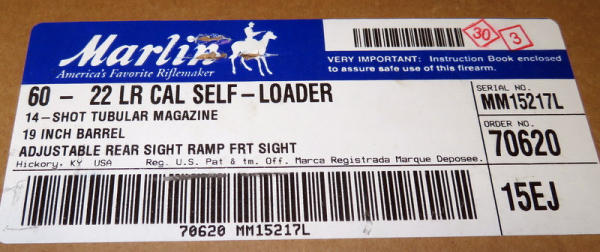 Marlin
America's Favorite Riflemaker
30
3
VERY IMPORTANT: Instruction Book enclosed
to assure safe use of this firearm.
60 - 22 LR CAL SELF-LOADER
14-SHOT TUBULAR MAGAZINE
19 INCH BARREL
ADJUSTABLE REAR SIGHT RAMP FRT SIGHT
Hickory, KY USA Reg. U.S. Pat & tm. Off. Marca Registrada Marque Deposee.
SERIAL NO.
MM15217L
ORDER NO.
70620
15EJ
70620 MM15217L